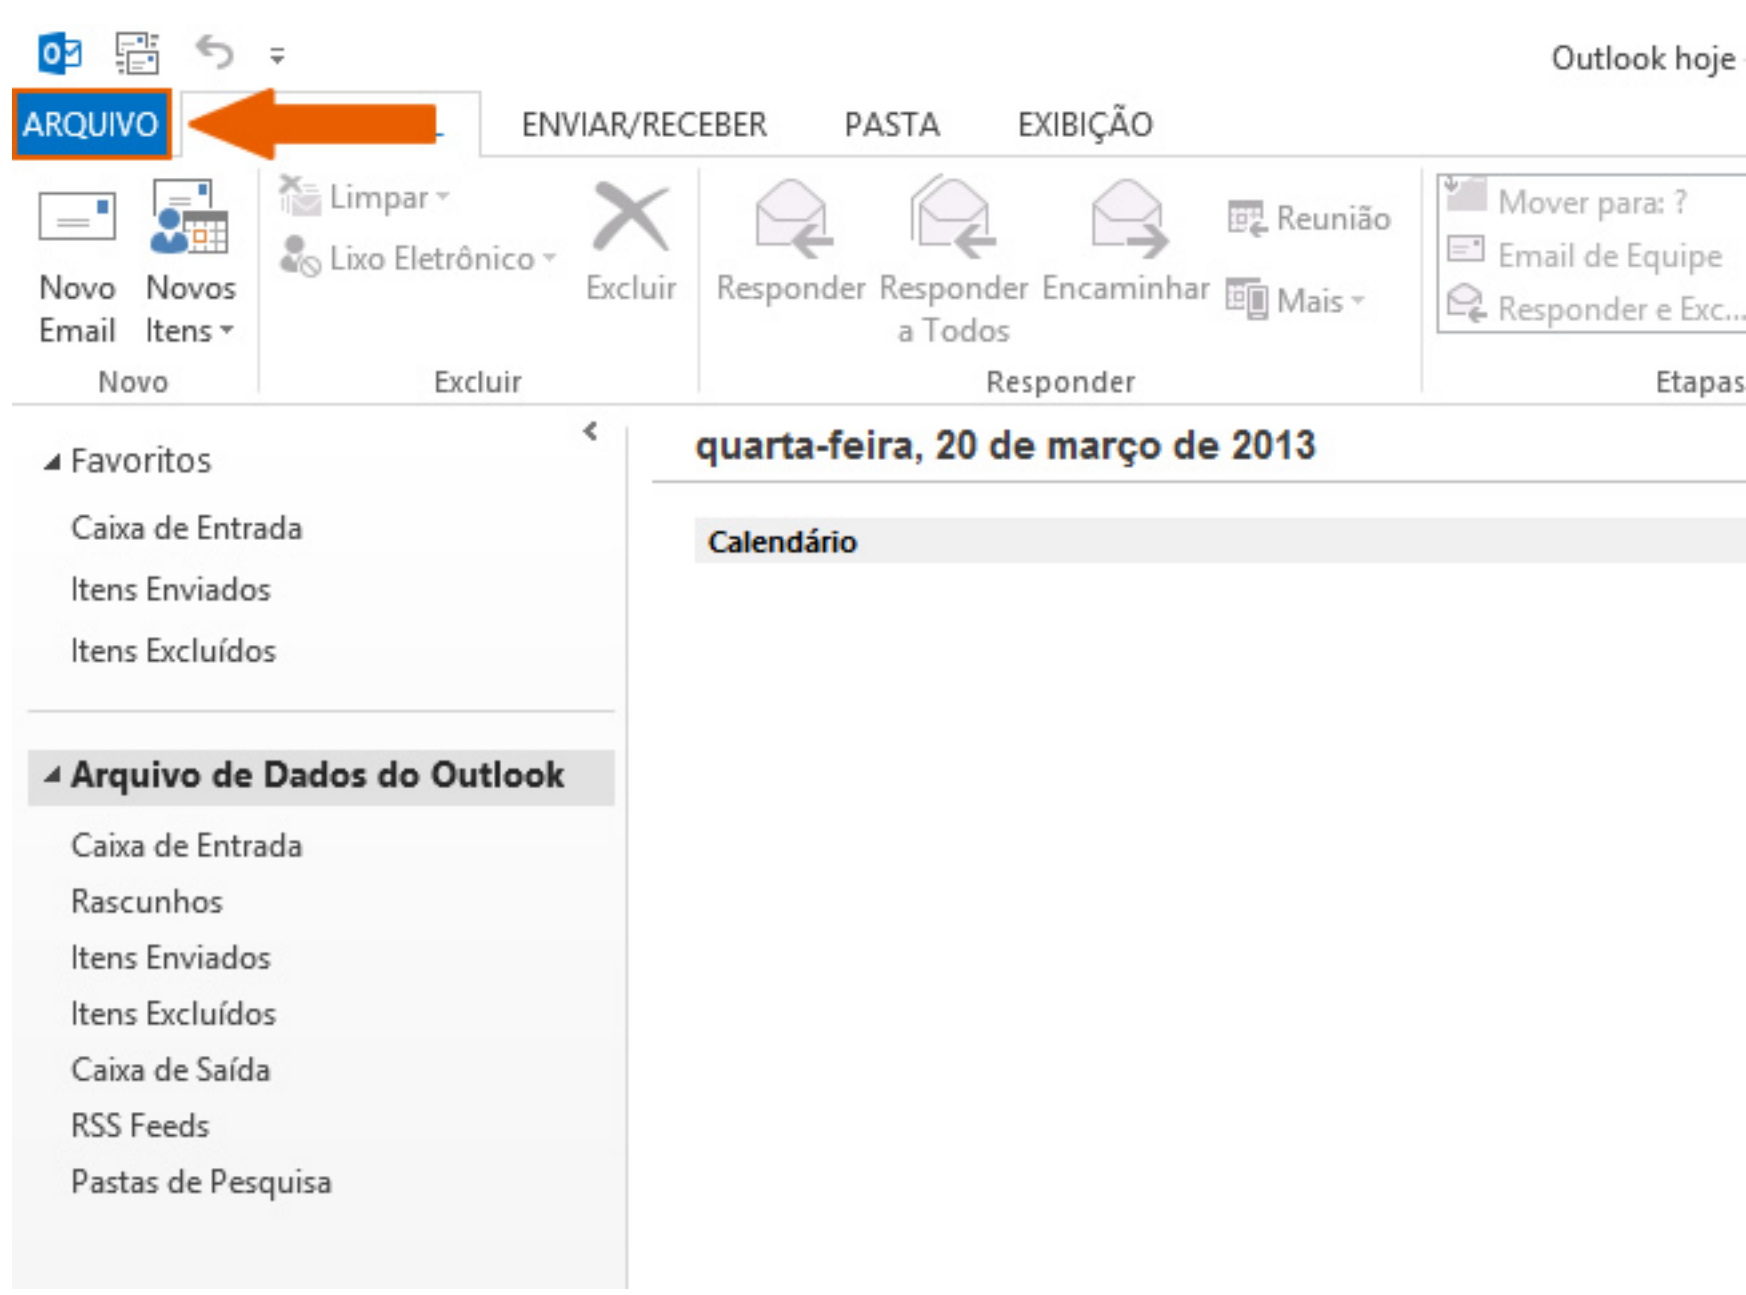 Outlook hoje
ARQUIVO
ENVIAR/RECEBER
PASTA
EXIBIÇÃO
Novo Email
Novos Itens
Limpar
Lixo Eletrônico
Excluir
Responder
Responder a Todos
Encaminhar
Reunião
Mais
Mover para: ?
Email de Equipe
Responder e Exc...
Novo
Excluir
Responder
Etapas
Favoritos
Caixa de Entrada
Itens Enviados
Itens Excluídos
Arquivo de Dados do Outlook
Caixa de Entrada
Rascunhos
Itens Enviados
Itens Excluídos
Caixa de Saída
RSS Feeds
Pastas de Pesquisa
quarta-feira, 20 de março de 2013
Calendário